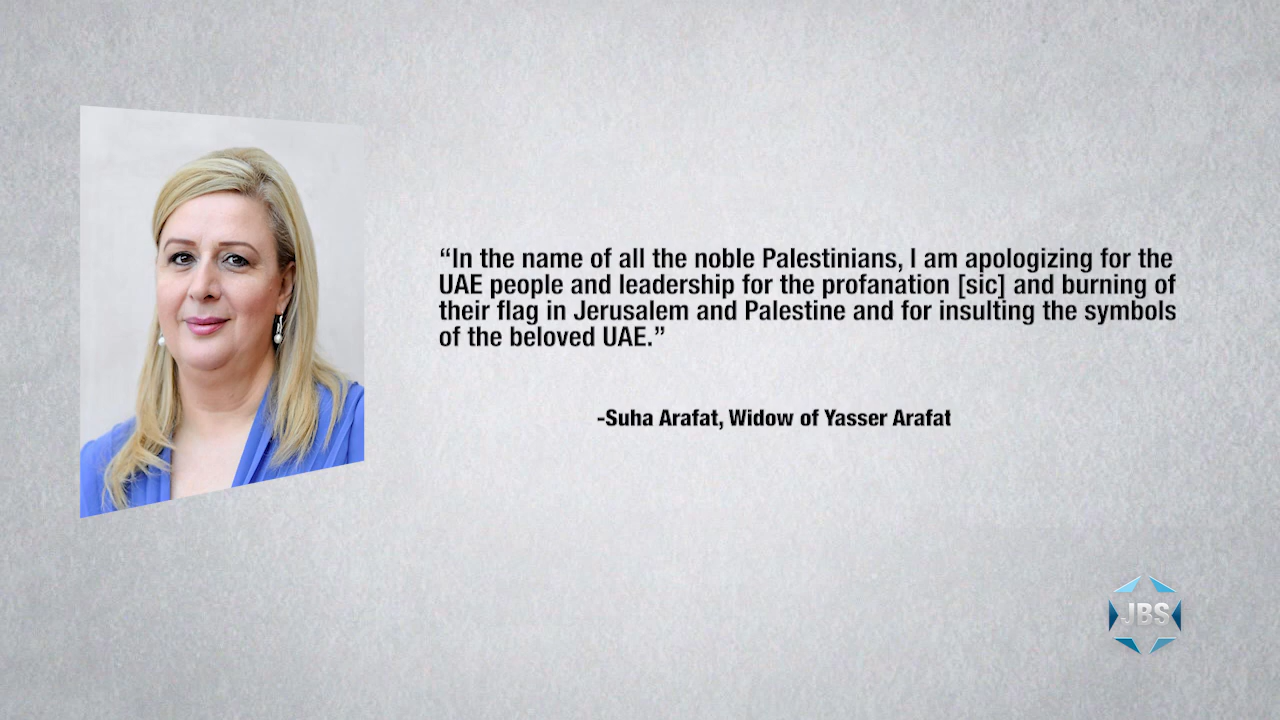 “In the name of all the noble Palestinians, I am apologizing for the
UAE people and leadership for the profanation [sic] and burning of
their flag in Jerusalem and Palestine and for insulting the symbols
of the beloved UAE.”
-Suha Arafat, Widow of Yasser Arafat
JBS